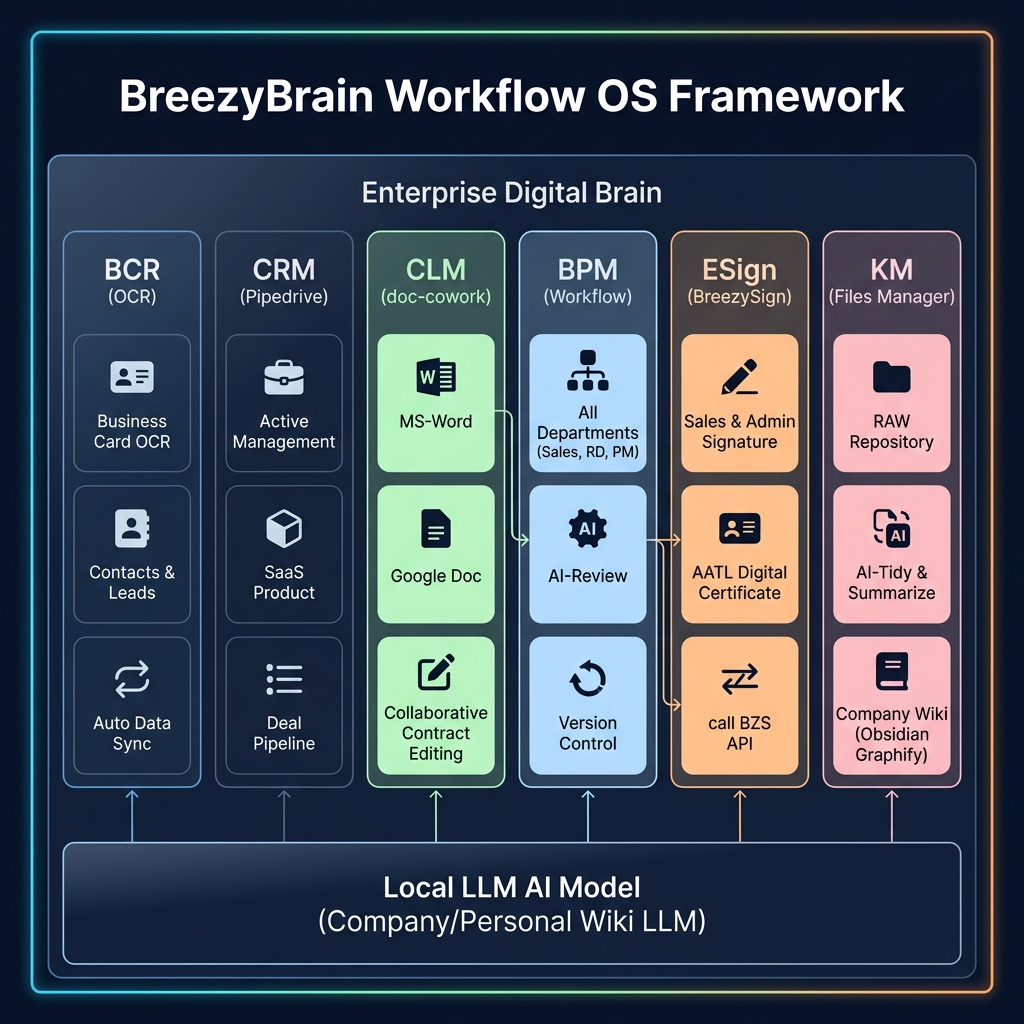 BreezyBrain Workflow OS Framework
Enterprise Digital Brain
BCR
(OCR)
Business
Card OCR
Contacts &
Leads
Auto Data
Sync
CRM
(Pipedrive)
Active
Management
SaaS
Product
Deal
Pipeline
CLM
(doc-cowork)
W
MS-Word
Google Doc
Collaborative
Contract
Editing
BPM
(Workflow)
All
Departments
(Sales, RD, PM)
AI
AI-Review
Version
Control
ESign
(BreezySign)
Sales & Admin
Signature
AATL Digital
Certificate
call BZS
API
KM
(Files Manager)
RAW
Repository
AI
AI-Tidy &
Summarize
Company Wiki
(Obsidian
Graphify)
Local LLM AI Model
(Company/Personal Wiki LLM)